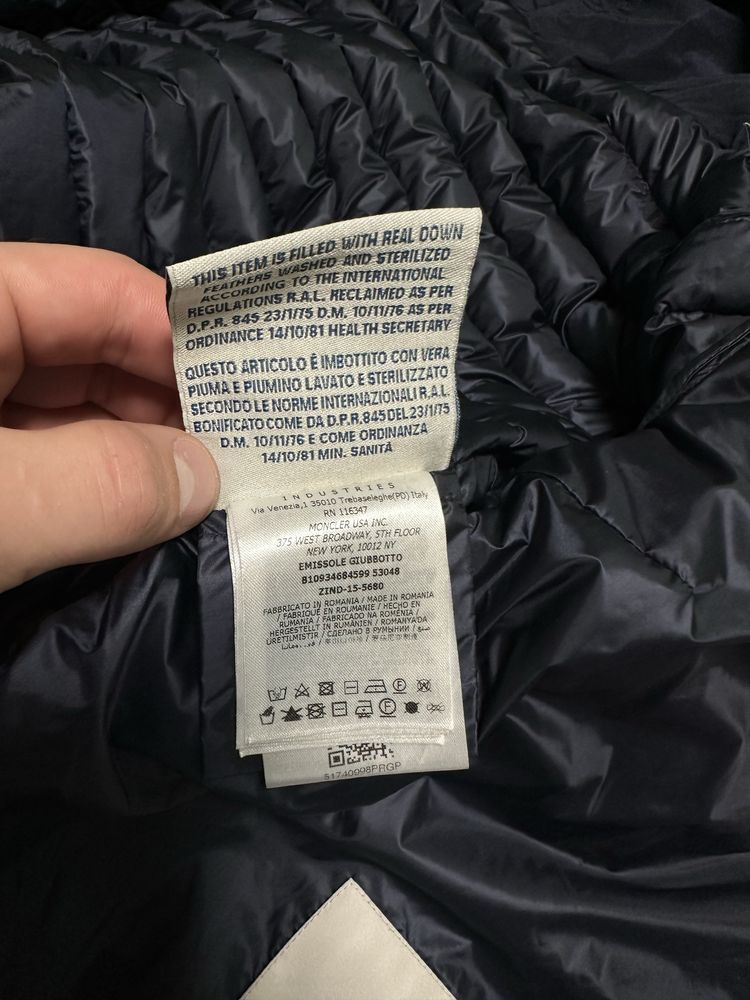 THIS ITEM IS FILLED WITH REAL DOWN
FEATHERS WASHED AND STERILIZED
ACCORDING TO THE INTERNATIONAL
REGULATIONS R.A.L. RECLAIMED AS PER
D.P.R. 845 23/1/75 D.M. 10/11/76 AS PER
ORDINANCE 14/10/81 HEALTH SECRETARY
QUESTO ARTICOLO È IMBOTTITO CON VERA
PIUMA E PIUMINO LAVATO E STERILIZZATO
SECONDO LE NORME INTERNAZIONALI R.A.L.
BONIFICATO COME DA D.P.R. 845 DEL 23/1/75
D.M. 10/11/76 E COME ORDINANZA
14/10/81 MIN. SANITÀ
INDUSTRIES
Via Venezia,1 35010 Trebaseleghe(PD) Italy
RN 116347
MONCLER USA INC.
375 WEST BROADWAY, 5TH FLOOR
NEW YORK, 10012 NY
EMISSOLE GIUBBOTTO
B10934684599 53048
ZIND-15-5680
FABBRICATO IN ROMANIA / MADE IN ROMANIA
/ FABRIQUÉ EN ROUMANIE / HECHO EN
RUMANIA / FABRICADO NA ROMÉNIA /
HERGESTELLT IN RUMÄNIEN / ROMANYADA
ÜRETILMISTIR / СДЕЛАНО В РУМЫНИИ /
51740098PRGP